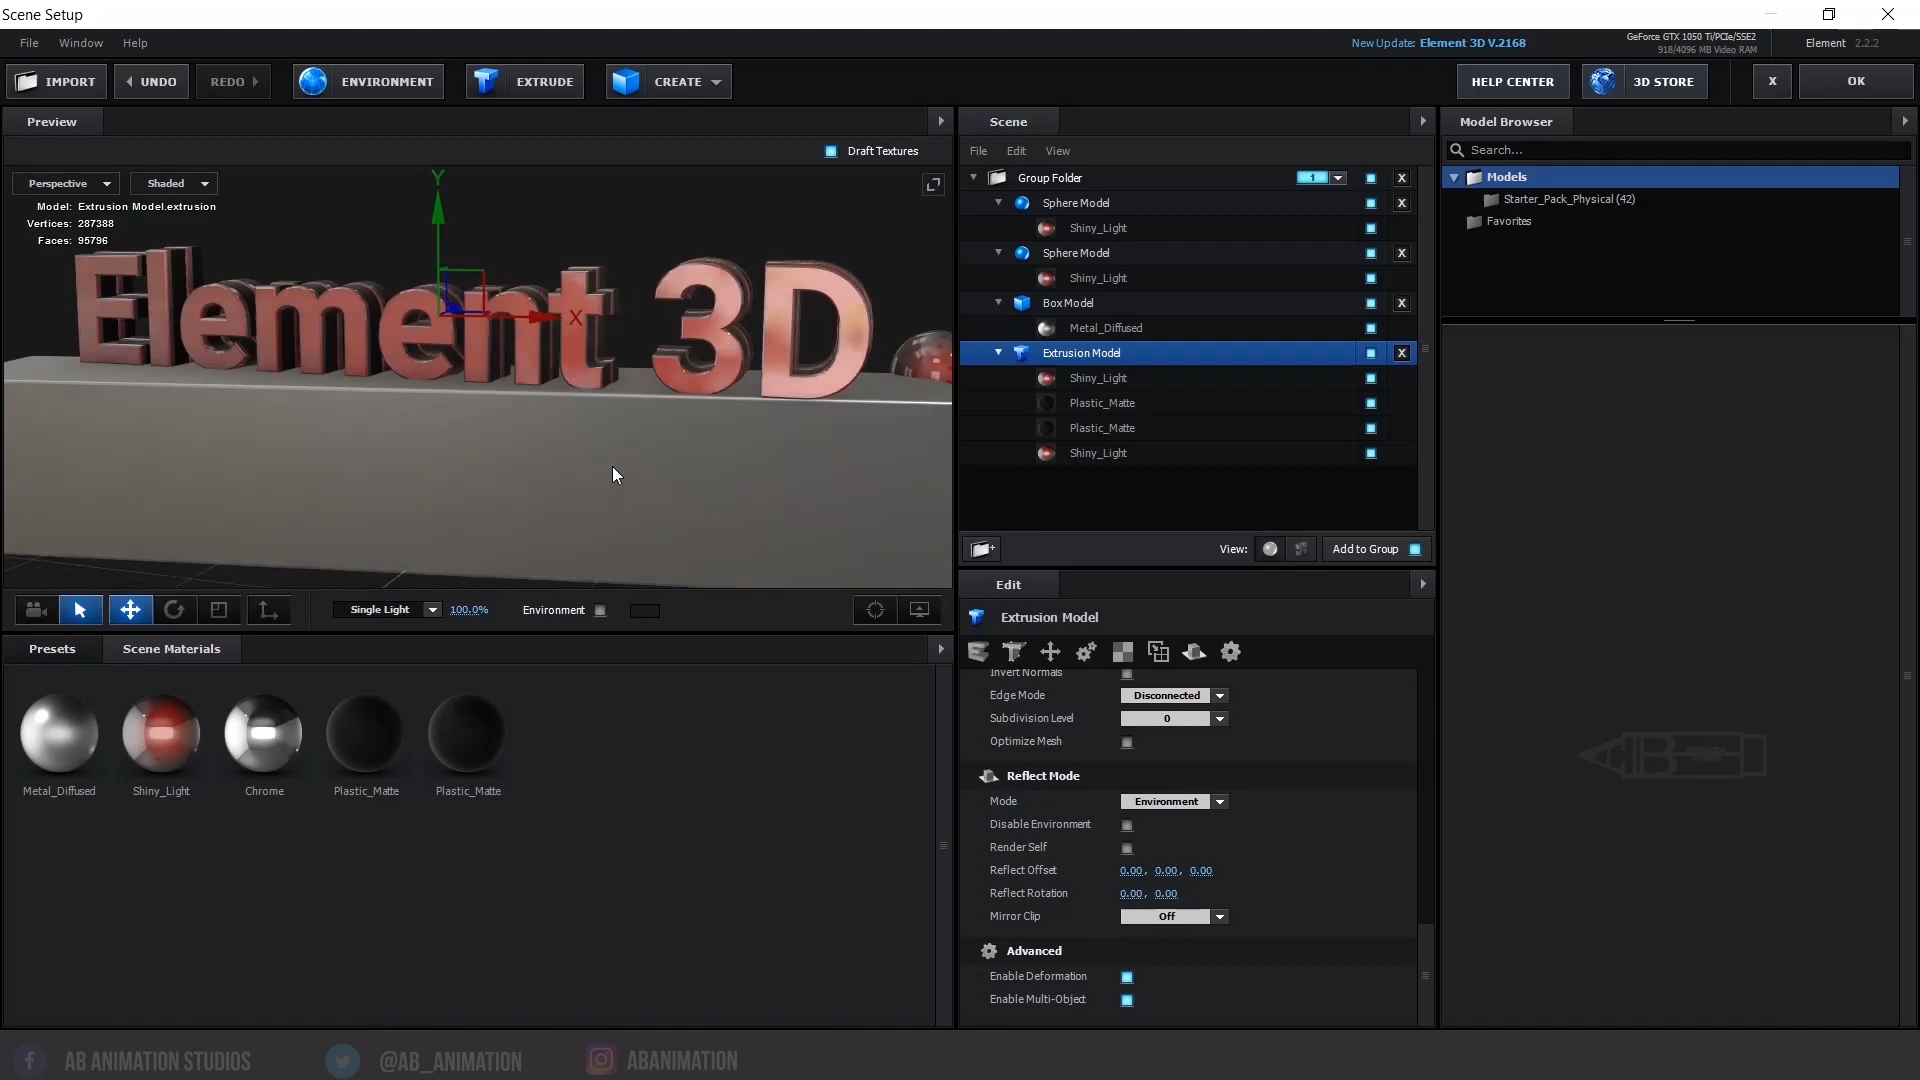 Scene Setup
File Window Help
New Update: Element 3D V.2168
GeForce GTX 1050 Ti/PCIe/SSE2
918/4096 MB Video RAM
Element 2.2.2
IMPORT
UNDO
REDO
ENVIRONMENT
EXTRUDE
CREATE
HELP CENTER
3D STORE
X
OK
Preview
Draft Textures
Perspective
Shaded
Model: Extrusion Model.extrusion
Vertices: 287388
Faces: 95796
Y
X
Element 3D
Single Light
100.0%
Environment
Presets
Scene Materials
Metal_Diffused
Shiny_Light
Chrome
Plastic_Matte
Plastic_Matte
Scene
File Edit View
Group Folder
1
X
Sphere Model
X
Shiny_Light
Sphere Model
X
Shiny_Light
Box Model
X
Metal_Diffused
Extrusion Model
X
Shiny_Light
Plastic_Matte
Plastic_Matte
Shiny_Light
View:
Add to Group
Edit
Extrusion Model
Invert Normals
Edge Mode Disconnected
Subdivision Level 0
Optimize Mesh
Reflect Mode
Mode Environment
Disable Environment
Render Self
Reflect Offset 0.00, 0.00, 0.00
Reflect Rotation 0.00, 0.00
Mirror Clip Off
Advanced
Enable Deformation
Enable Multi-Object
Model Browser
Search...
Models
Starter_Pack_Physical (42)
Favorites
AB ANIMATION STUDIOS
@AB_ANIMATION
ABANIMATION